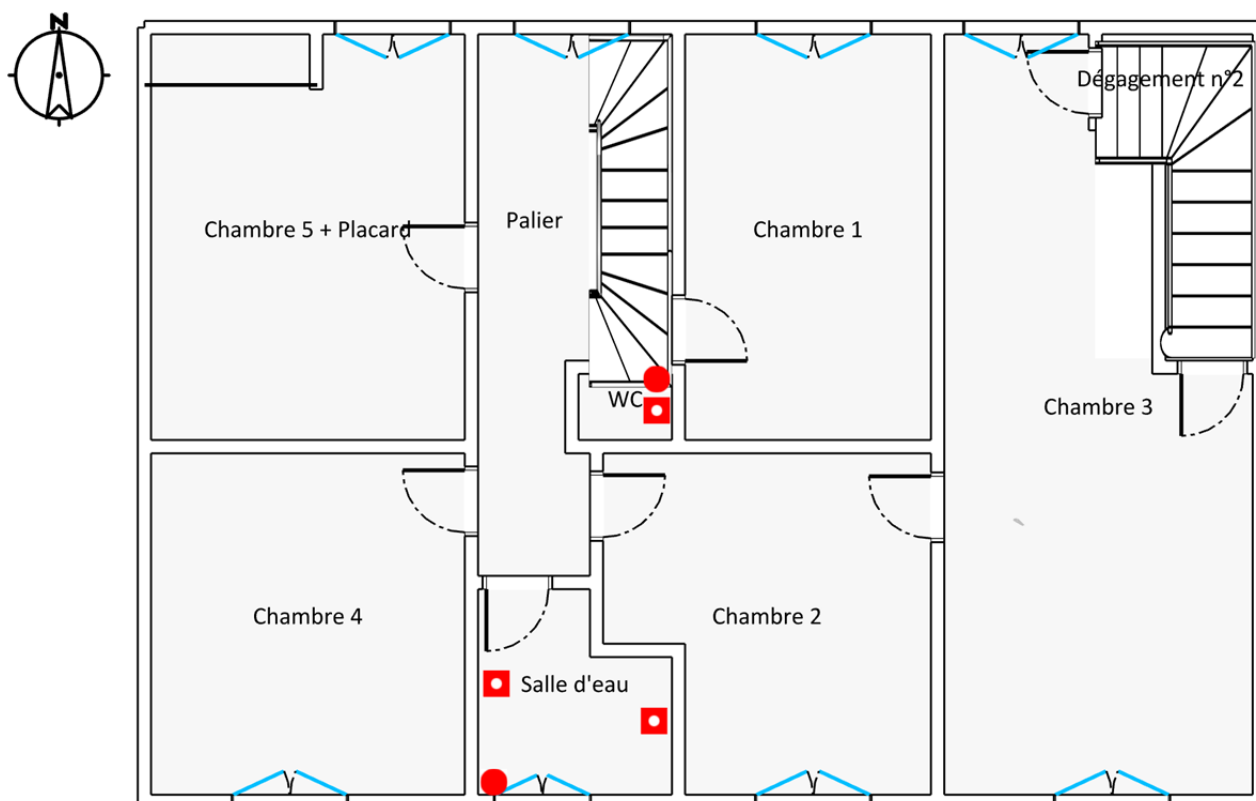 N
Dégagement n°2
Palier
Chambre 5 + Placard
Chambre 1
WC
Chambre 3
Chambre 4
Chambre 2
Salle d'eau